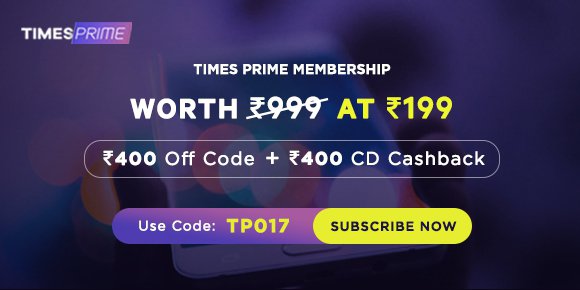 TIMES PRIME
TIMES PRIME MEMBERSHIP
WORTH ₹999 AT ₹199
₹400 Off Code + ₹400 CD Cashback
Use Code: TP017 SUBSCRIBE NOW